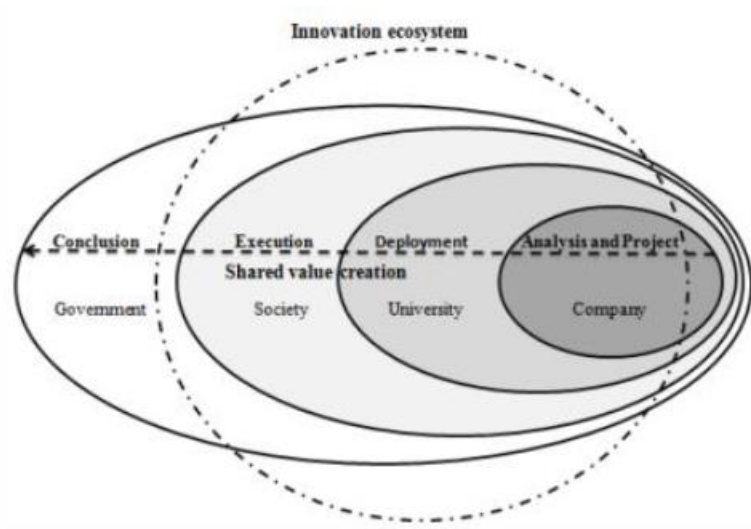 Innovation ecosystem
Conclusion Execution Deployment Analysis and Project
Shared value creation
Government Society University Company